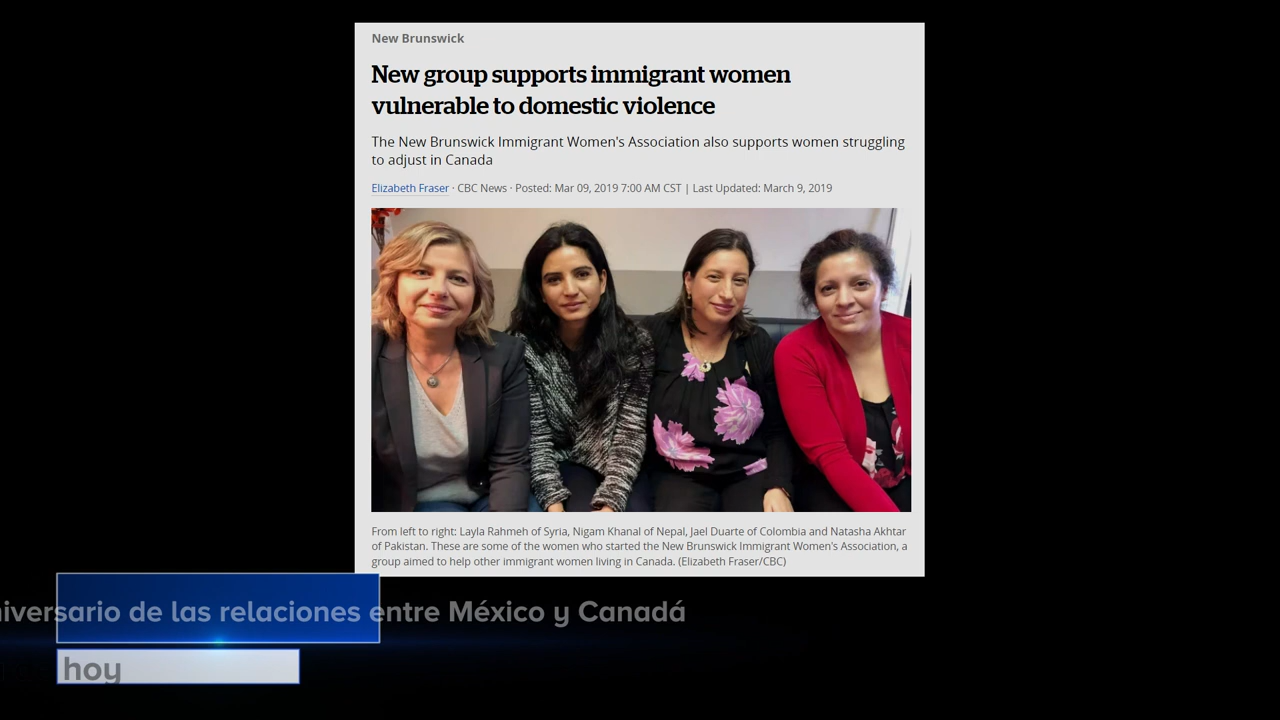 New Brunswick
New group supports immigrant women
vulnerable to domestic violence
The New Brunswick Immigrant Women's Association also supports women struggling
to adjust in Canada
Elizabeth Fraser · CBC News · Posted: Mar 09, 2019 7:00 AM CST | Last Updated: March 9, 2019
From left to right: Layla Rahmeh of Syria, Nigam Khanal of Nepal, Jael Duarte of Colombia and Natasha Akhtar
of Pakistan. These are some of the women who started the New Brunswick Immigrant Women's Association, a
group aimed to help other immigrant women living in Canada. (Elizabeth Fraser/CBC)
niversario de las relaciones entre México y Canadá
hoy